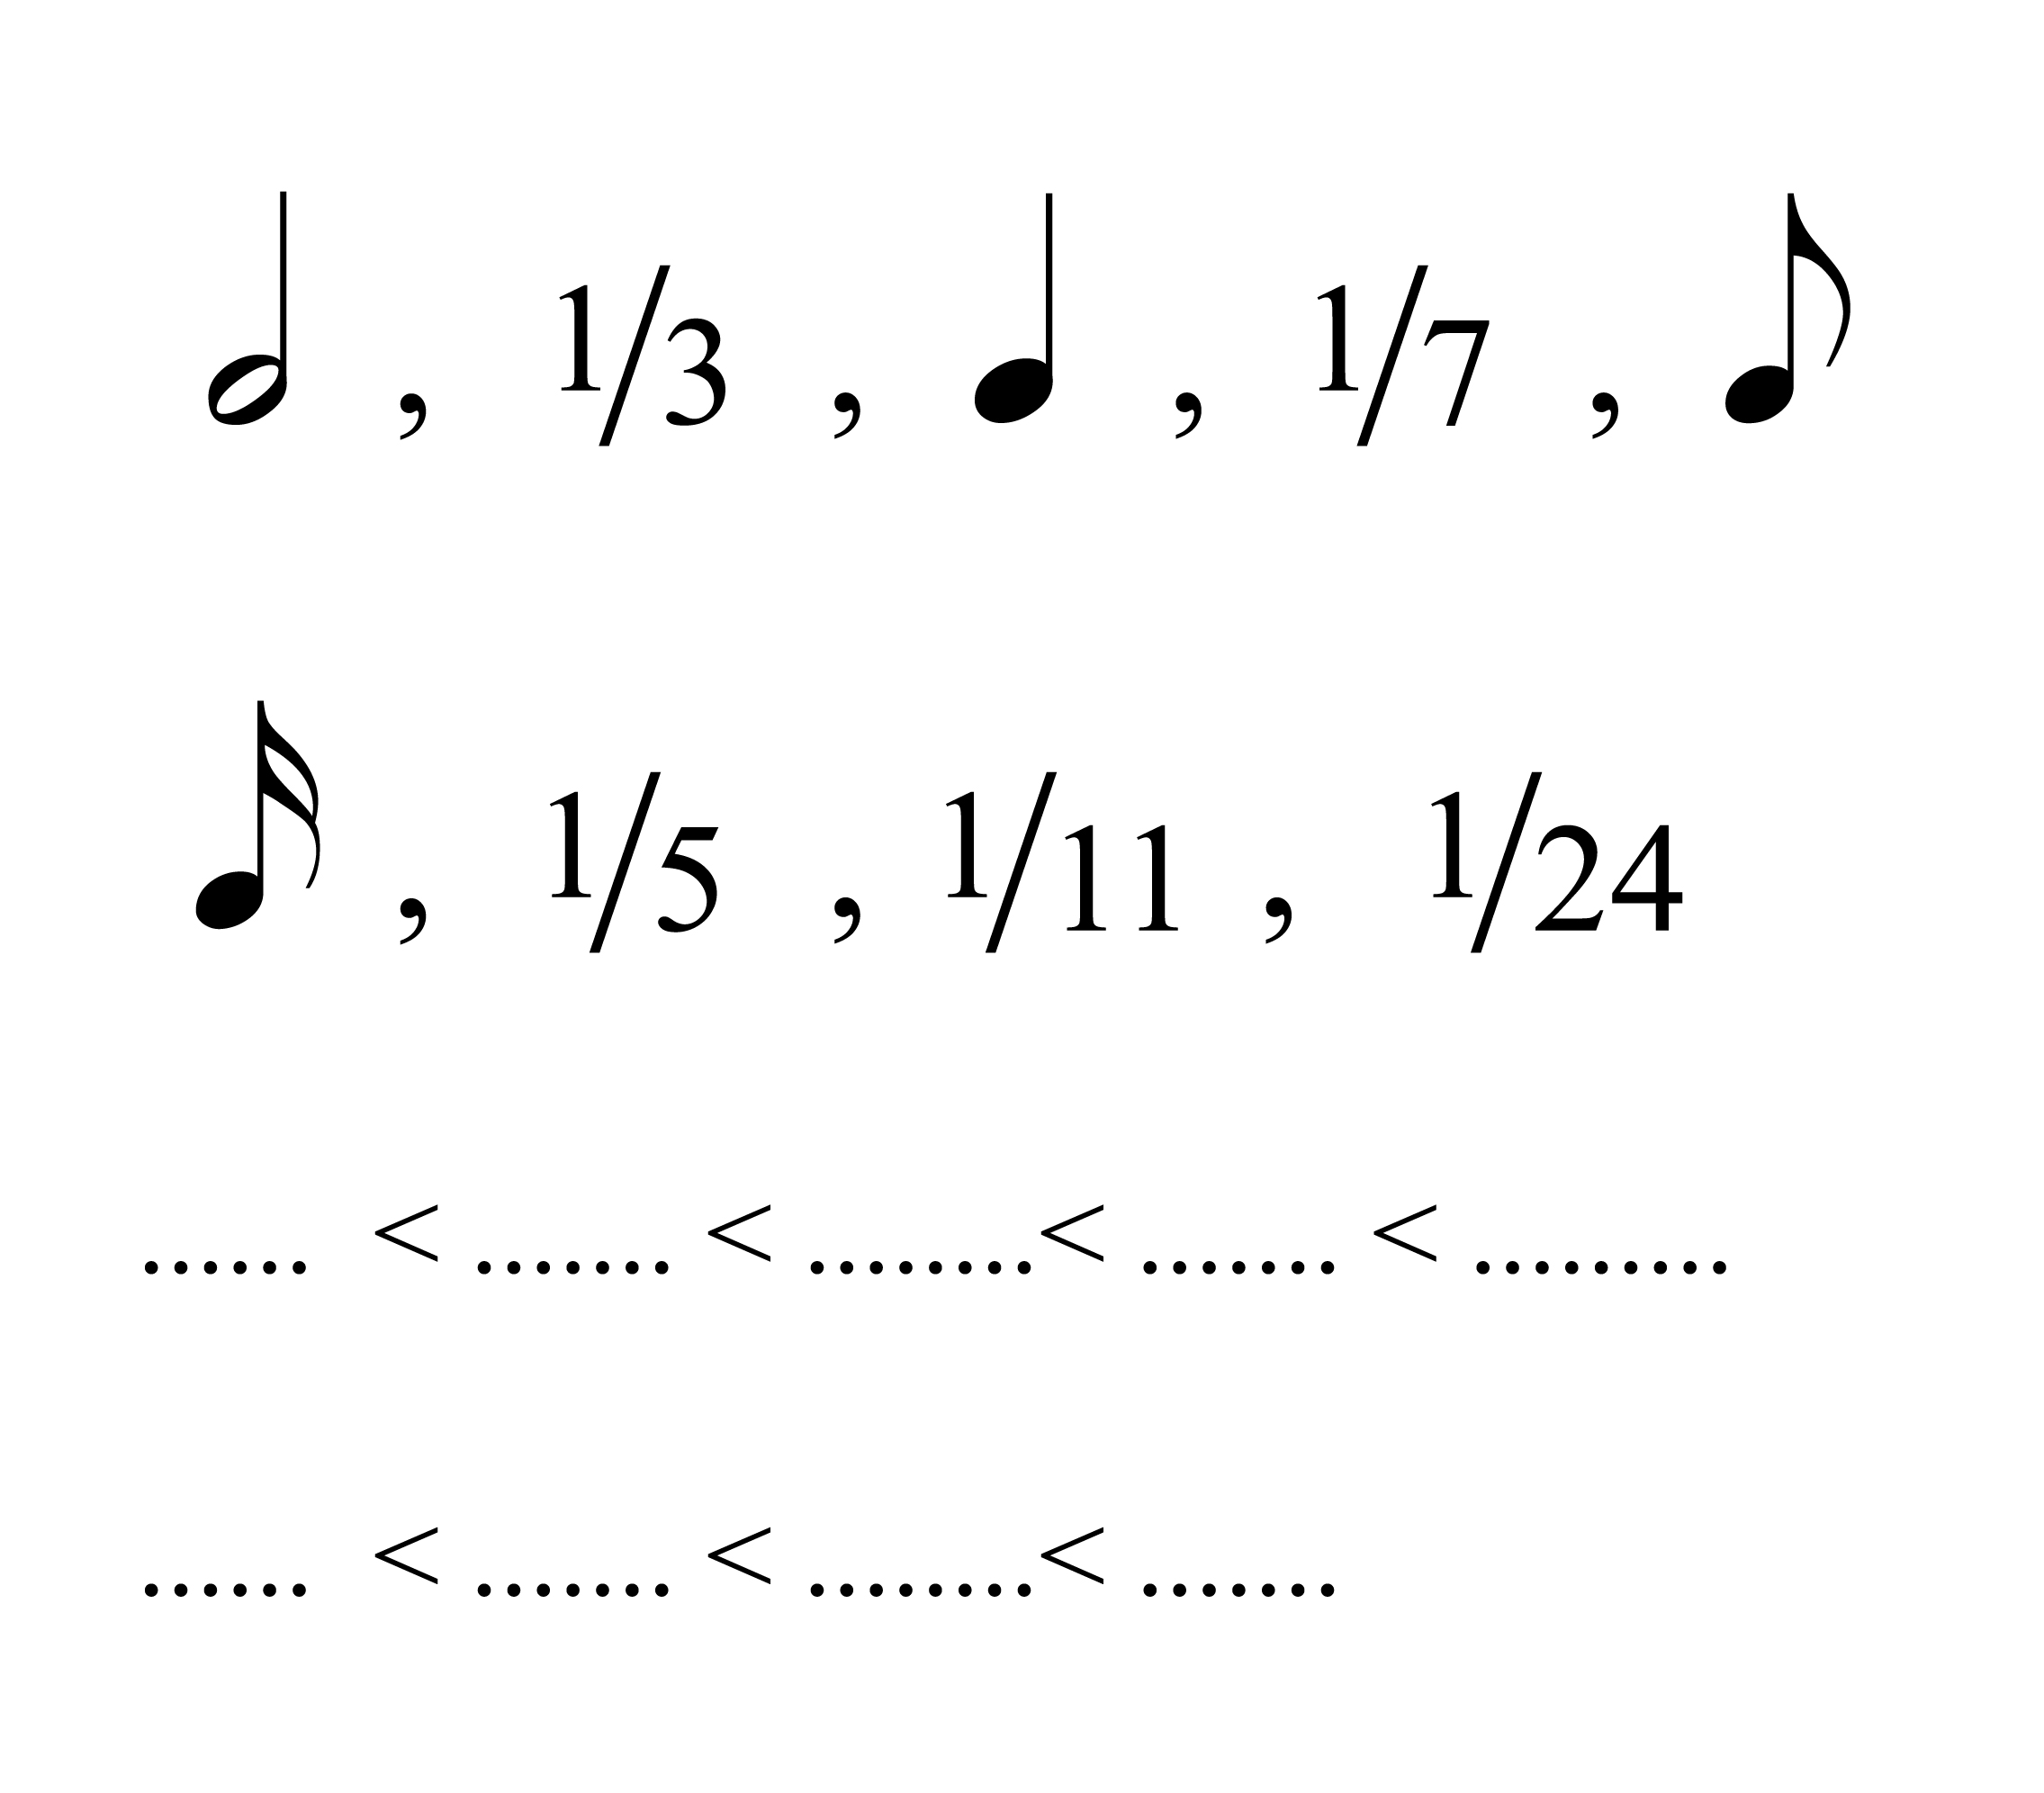 𝅗𝅥 , 1/3 , ♩ , 1/7 , ♪
𝅘𝅥𝅯 , 1/5 , 1/11 , 1/24
...... < ....... < ........< ....... < .........
...... < ....... < ........< .......